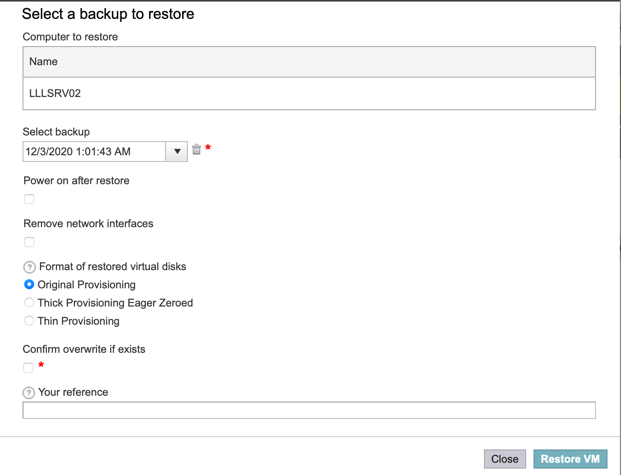 Select a backup to restore
Computer to restore
Name
LLLSRV02
Select backup
12/3/2020 1:01:43 AM
*
Power on after restore
Remove network interfaces
? Format of restored virtual disks
Original Provisioning
Thick Provisioning Eager Zeroed
Thin Provisioning
Confirm overwrite if exists
*
? Your reference
Close Restore VM